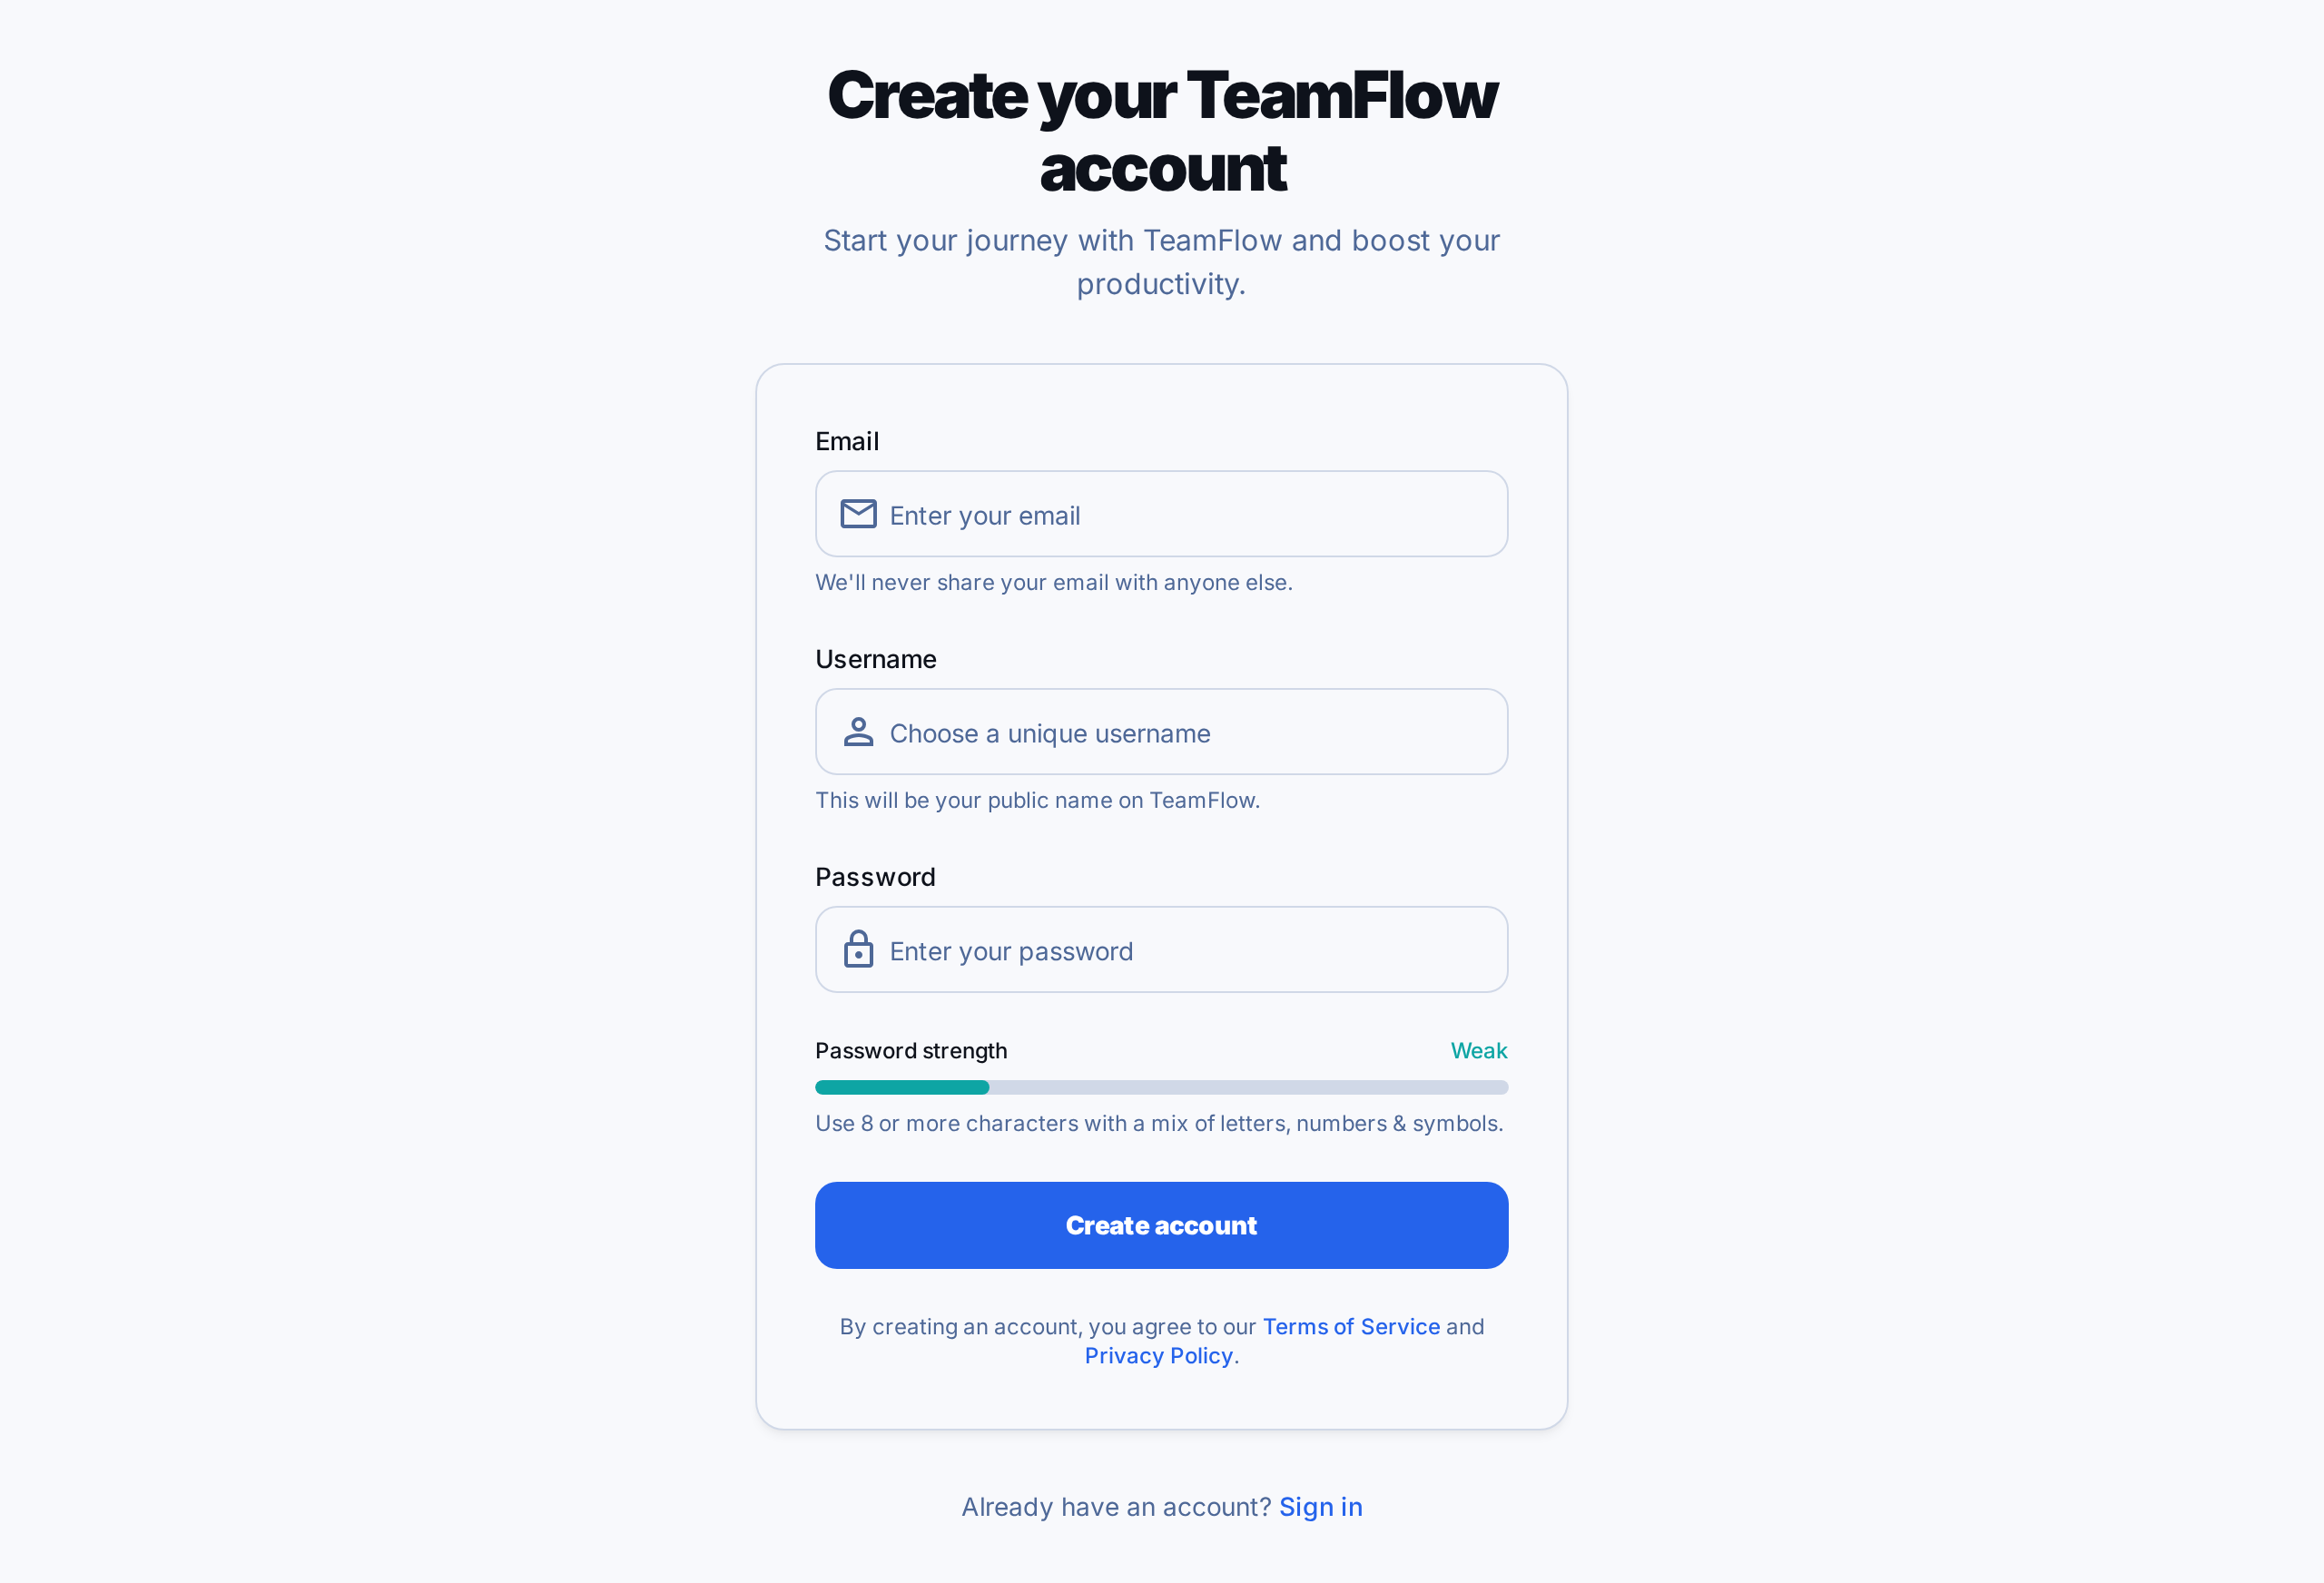 Create your TeamFlow
account
Start your journey with TeamFlow and boost your
productivity.
Email
Enter your email
We'll never share your email with anyone else.
Username
Choose a unique username
This will be your public name on TeamFlow.
Password
Enter your password
Password strength
Weak
Use 8 or more characters with a mix of letters, numbers & symbols.
Create account
By creating an account, you agree to our Terms of Service and
Privacy Policy.
Already have an account? Sign in